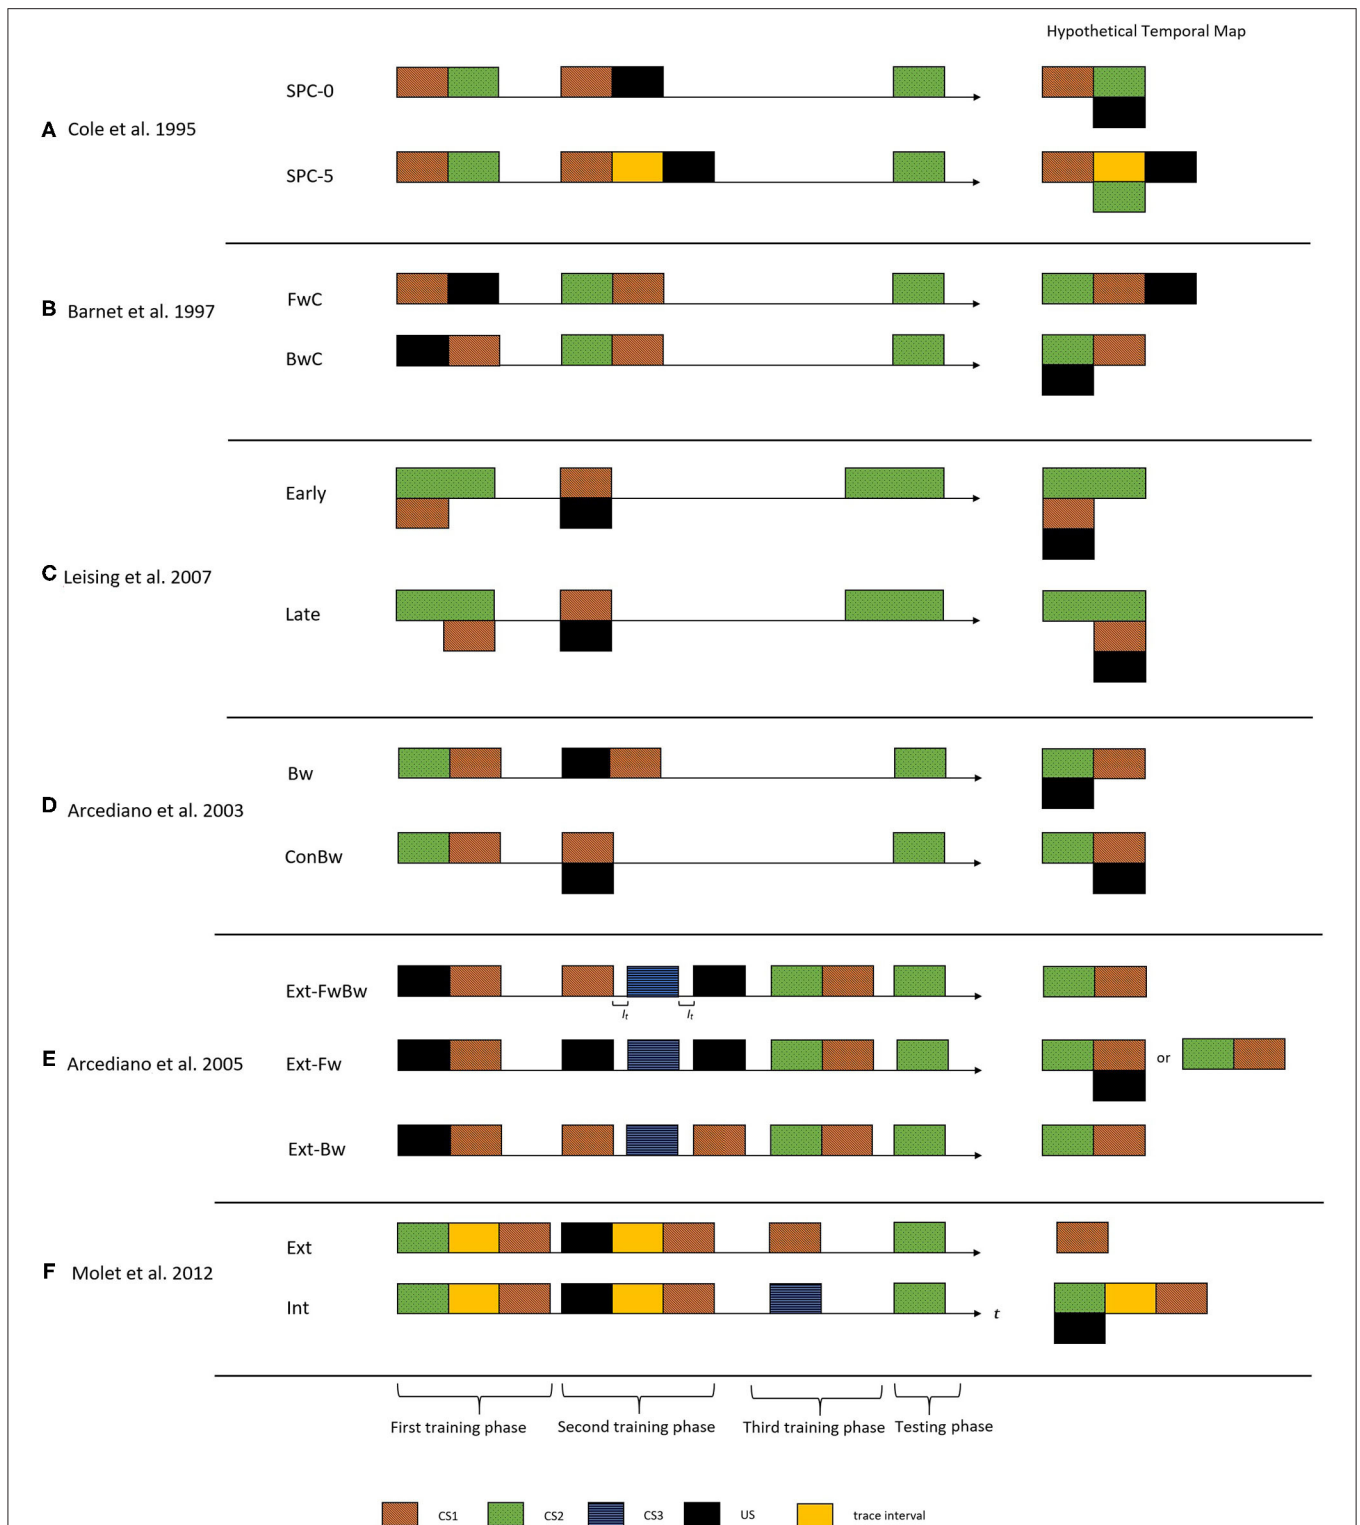 Hypothetical Temporal Map
SPC-0
A Cole et al. 1995
SPC-5
FwC
B Barnet et al. 1997
BwC
Early
C Leising et al. 2007
Late
Bw
D Arcediano et al. 2003
ConBw
Ext-FwBw
It It
E Arcediano et al. 2005 Ext-Fw or
Ext-Bw
Ext
F Molet et al. 2012
Int t
First training phase Second training phase Third training phase Testing phase
CS1 CS2 CS3 US trace interval